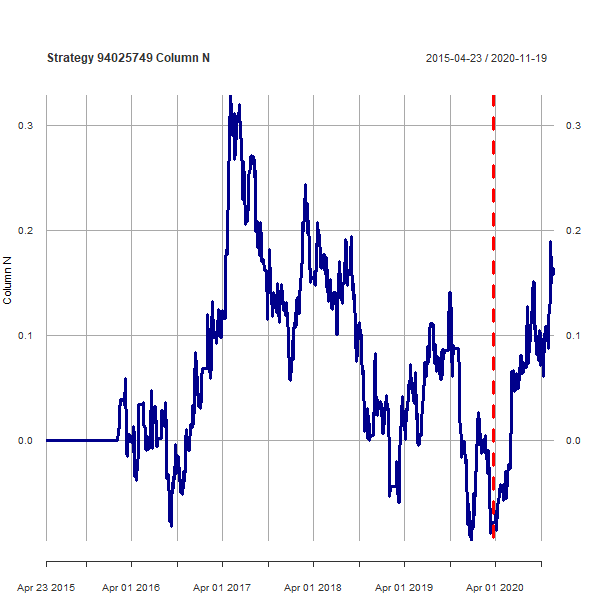 Strategy 94025749 Column N 2015-04-23 / 2020-11-19
0.3 0.3
0.2 0.2
0.1 0.1
0.0 0.0
Column N
Apr 23 2015 Apr 01 2016 Apr 01 2017 Apr 01 2018 Apr 01 2019 Apr 01 2020